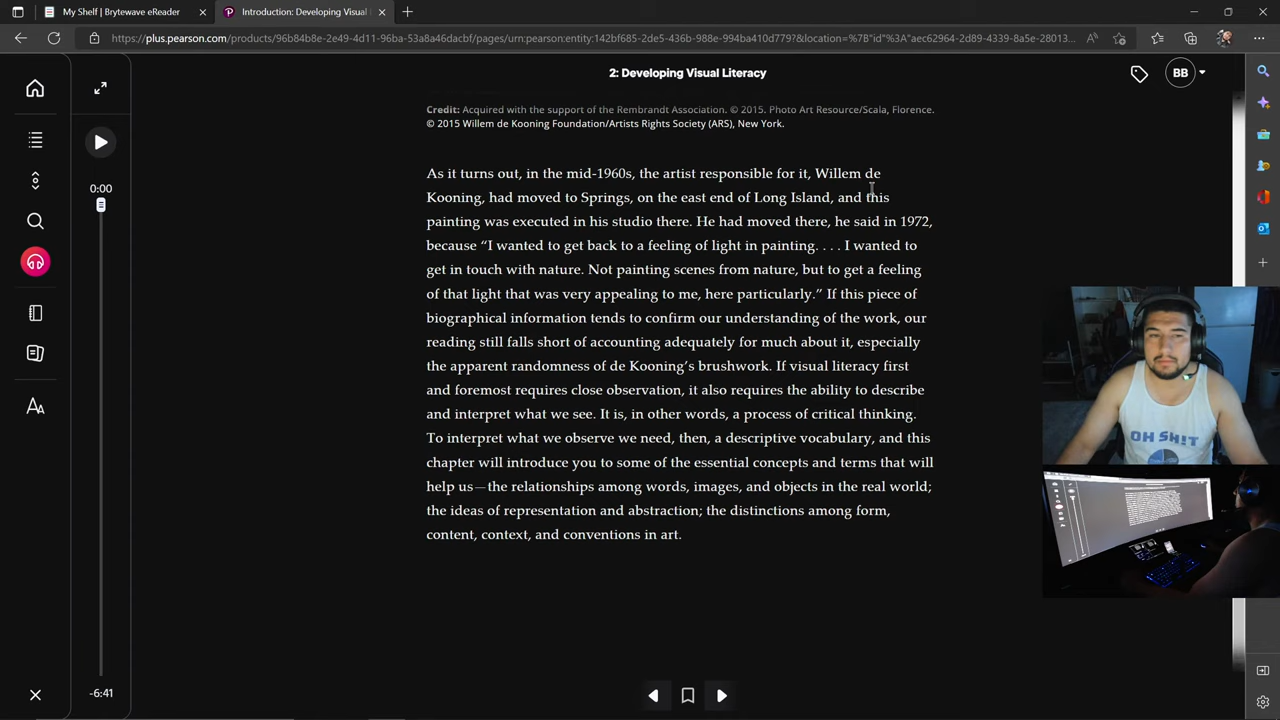 My Shelf | Brytewave eReader
Introduction: Developing Visual
https://plus.pearson.com/products/96b84b8e-2e49-4d11-96ba-53a8a46dacbf/pages/urn:pearson:entity:142bf685-2de5-436b-988e-994ba410d779?&location=%7B"id"%3A"aec62964-2d89-4339-8a5e-28013...
2: Developing Visual Literacy
BB
Credit: Acquired with the support of the Rembrandt Association. © 2015. Photo Art Resource/Scala, Florence.
© 2015 Willem de Kooning Foundation/Artists Rights Society (ARS), New York.
0:00
As it turns out, in the mid-1960s, the artist responsible for it, Willem de
Kooning, had moved to Springs, on the east end of Long Island, and this
painting was executed in his studio there. He had moved there, he said in 1972,
because “I wanted to get back to a feeling of light in painting. . . . I wanted to
get in touch with nature. Not painting scenes from nature, but to get a feeling
of that light that was very appealing to me, here particularly.” If this piece of
biographical information tends to confirm our understanding of the work, our
reading still falls short of accounting adequately for much about it, especially
the apparent randomness of de Kooning’s brushwork. If visual literacy first
and foremost requires close observation, it also requires the ability to describe
and interpret what we see. It is, in other words, a process of critical thinking.
To interpret what we observe we need, then, a descriptive vocabulary, and this
chapter will introduce you to some of the essential concepts and terms that will
help us—the relationships among words, images, and objects in the real world;
the ideas of representation and abstraction; the distinctions among form,
content, context, and conventions in art.
OH SH!T
-6:41